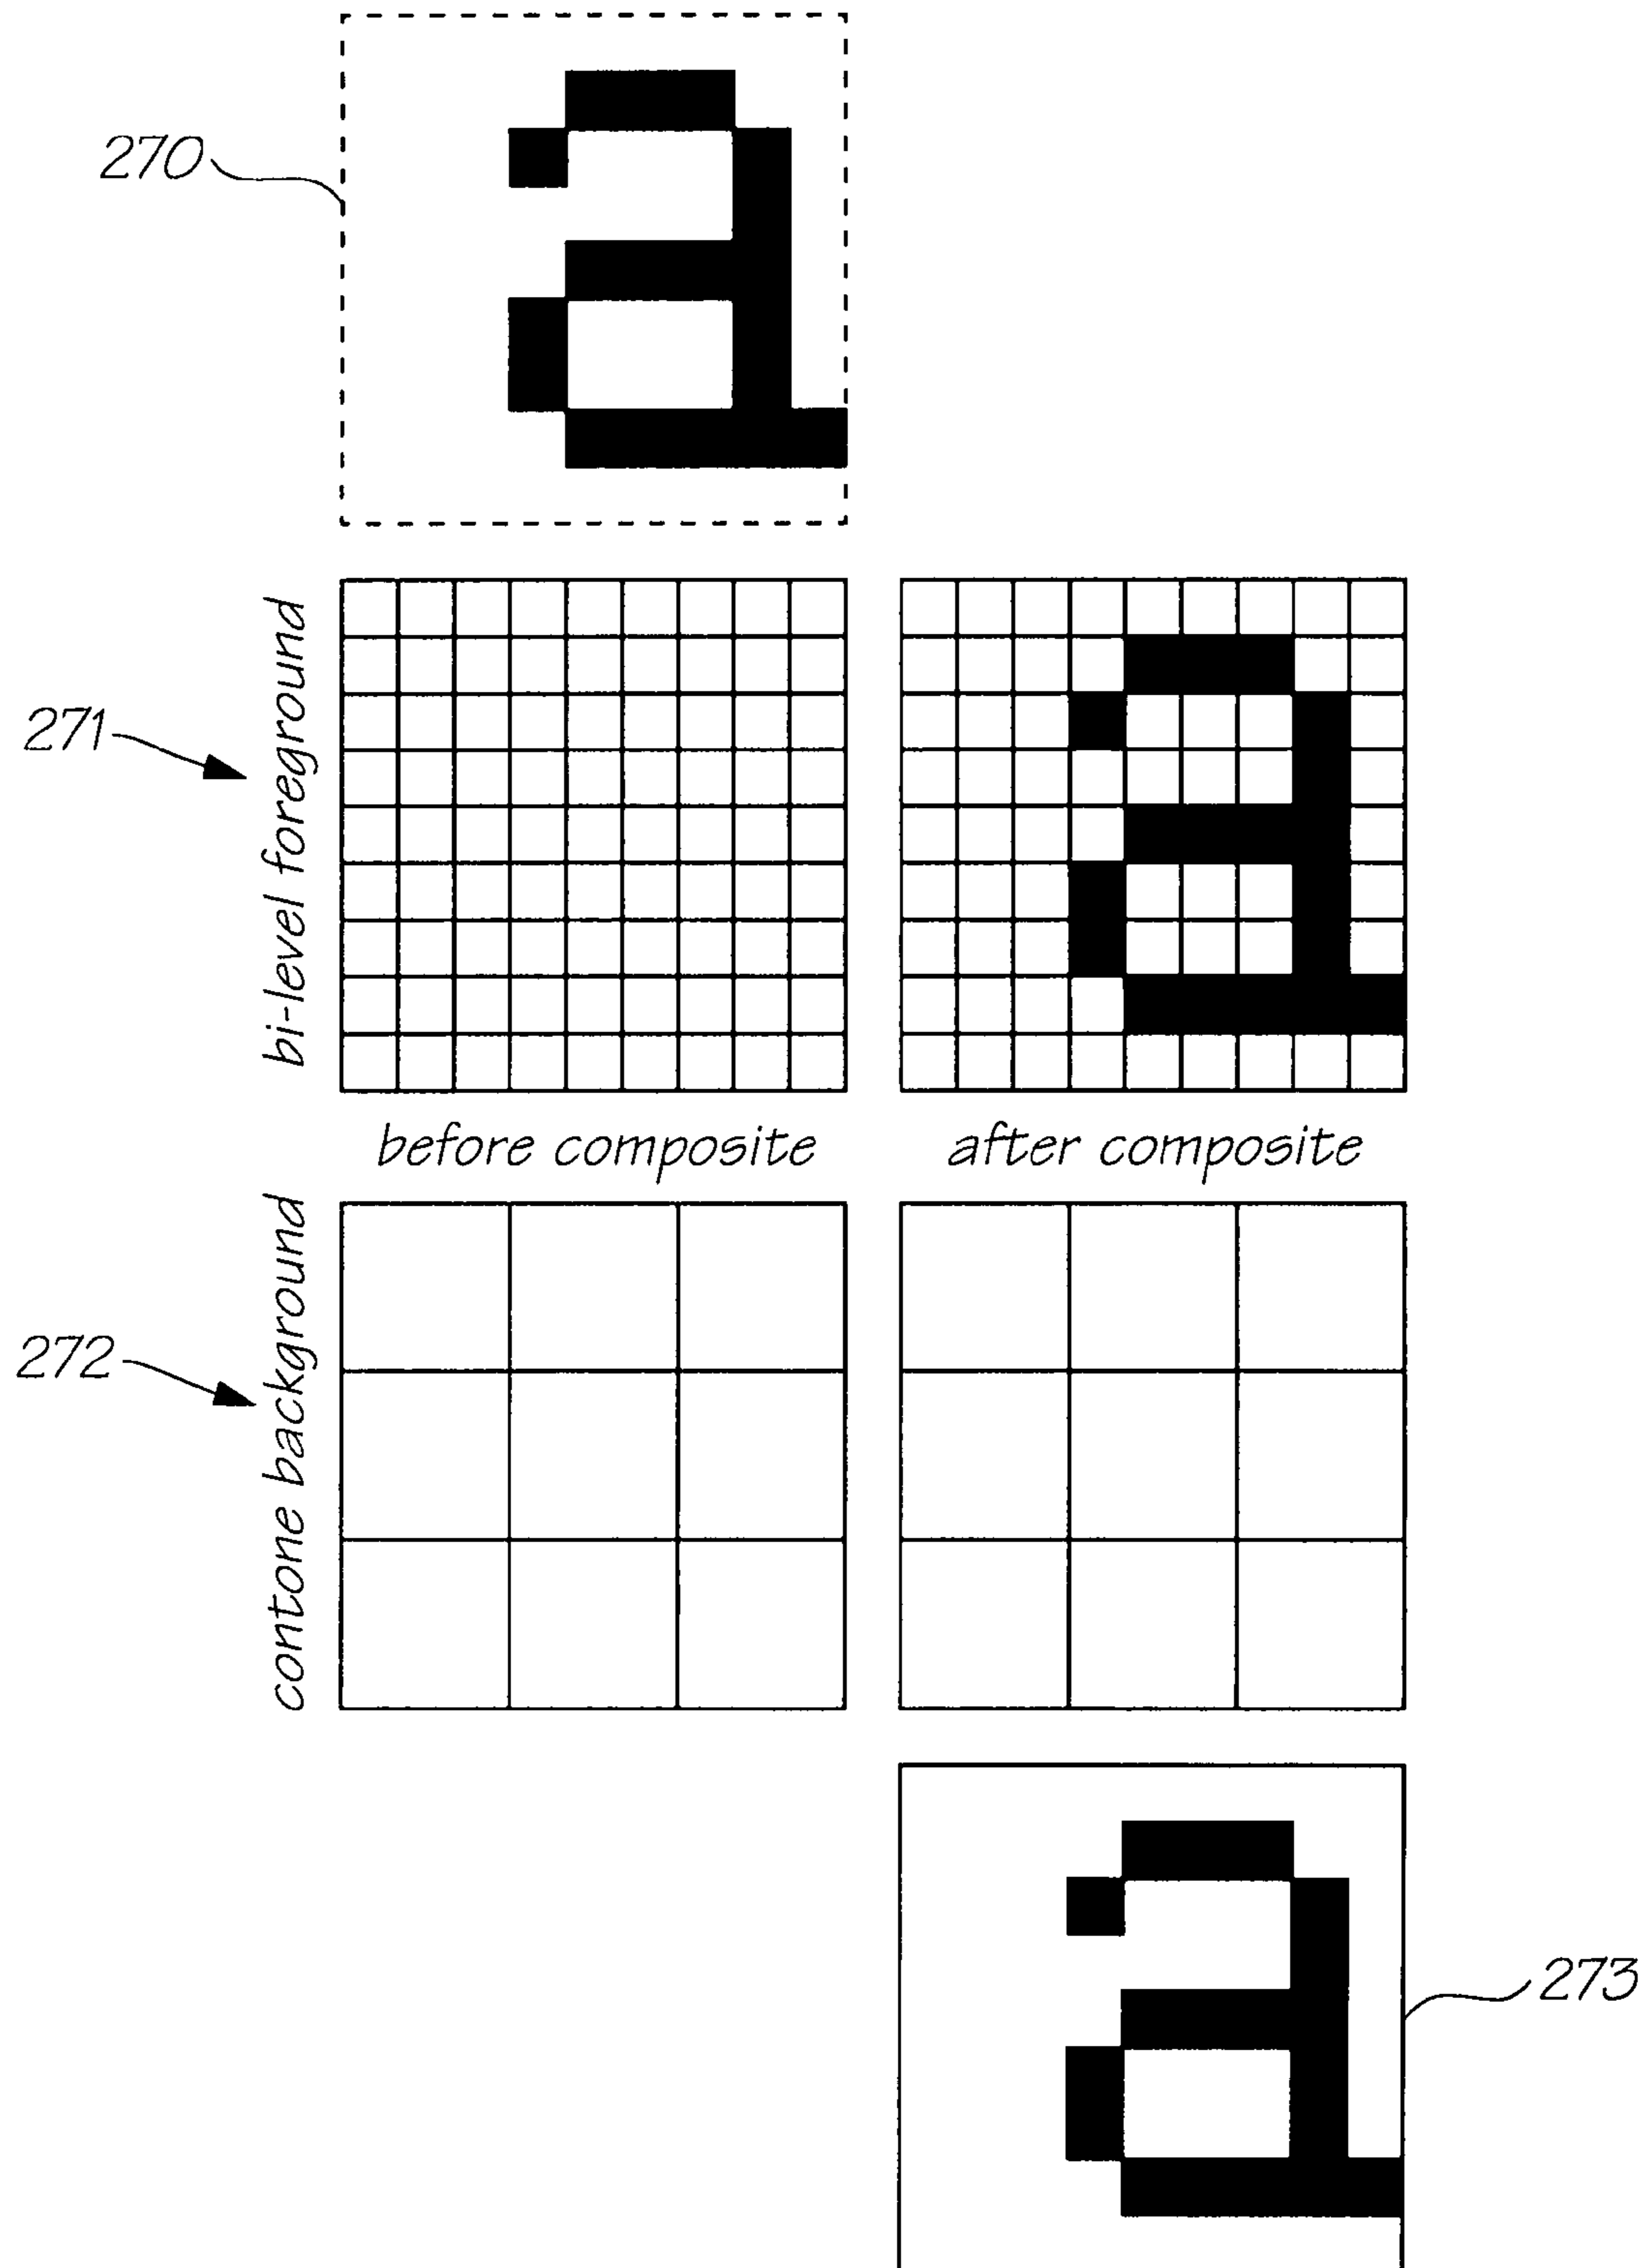 270
a
271
bi-level foreground
a
before composite after composite
272
contone background
a
273